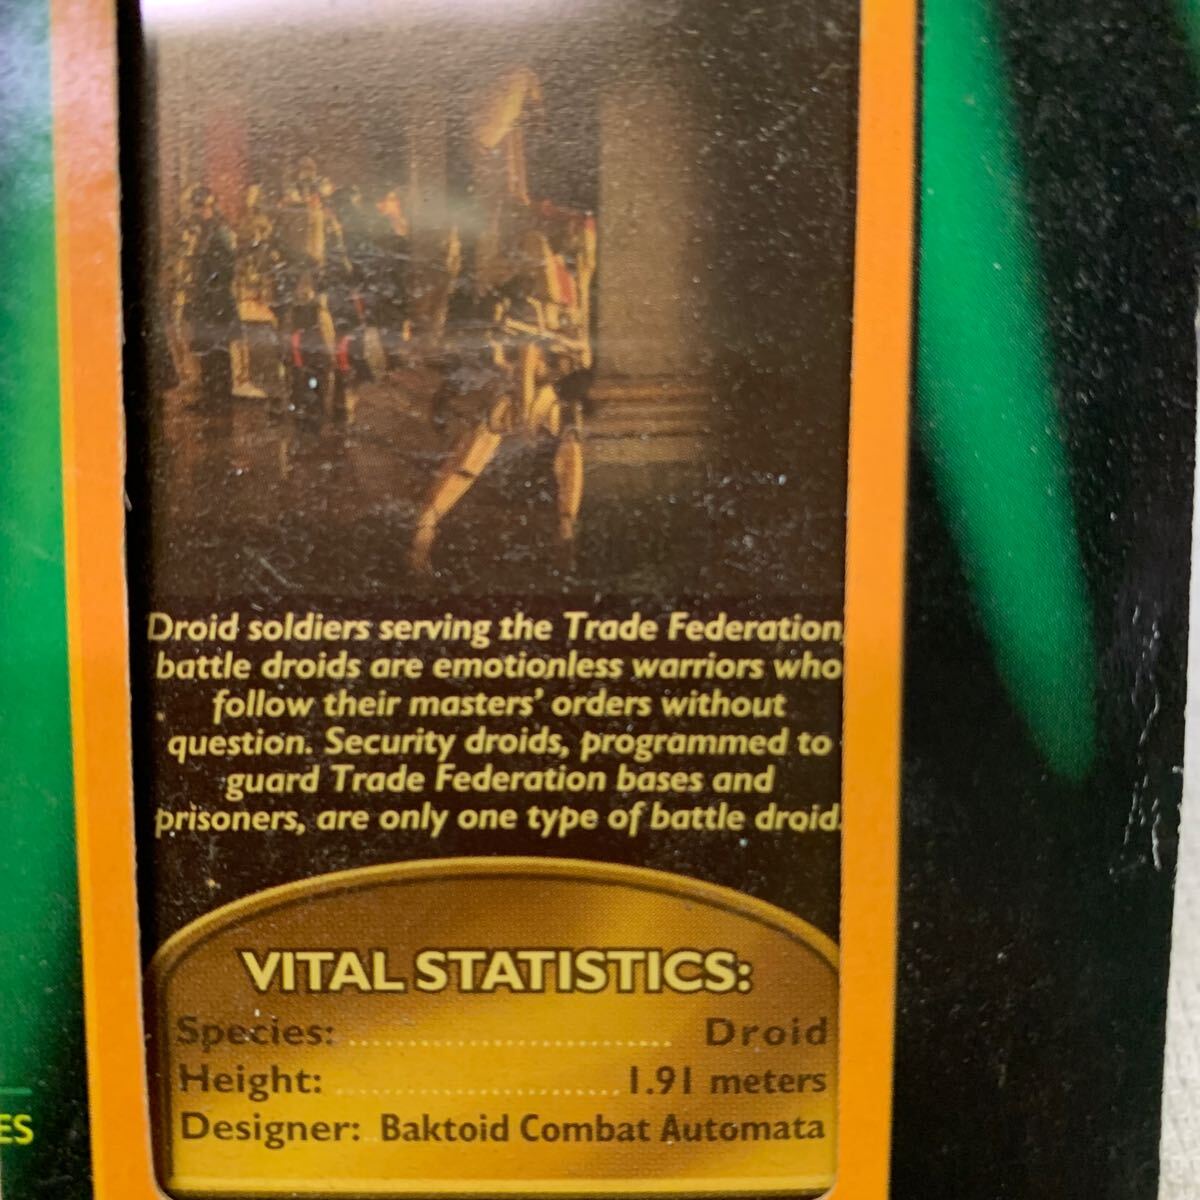 Droid soldiers serving the Trade Federation,
battle droids are emotionless warriors who
follow their masters' orders without
question. Security droids, programmed to
guard Trade Federation bases and
prisoners, are only one type of battle droid.
VITAL STATISTICS:
Species: ........................... Droid
Height: ........................ 1.91 meters
Designer: Baktoid Combat Automata
ES